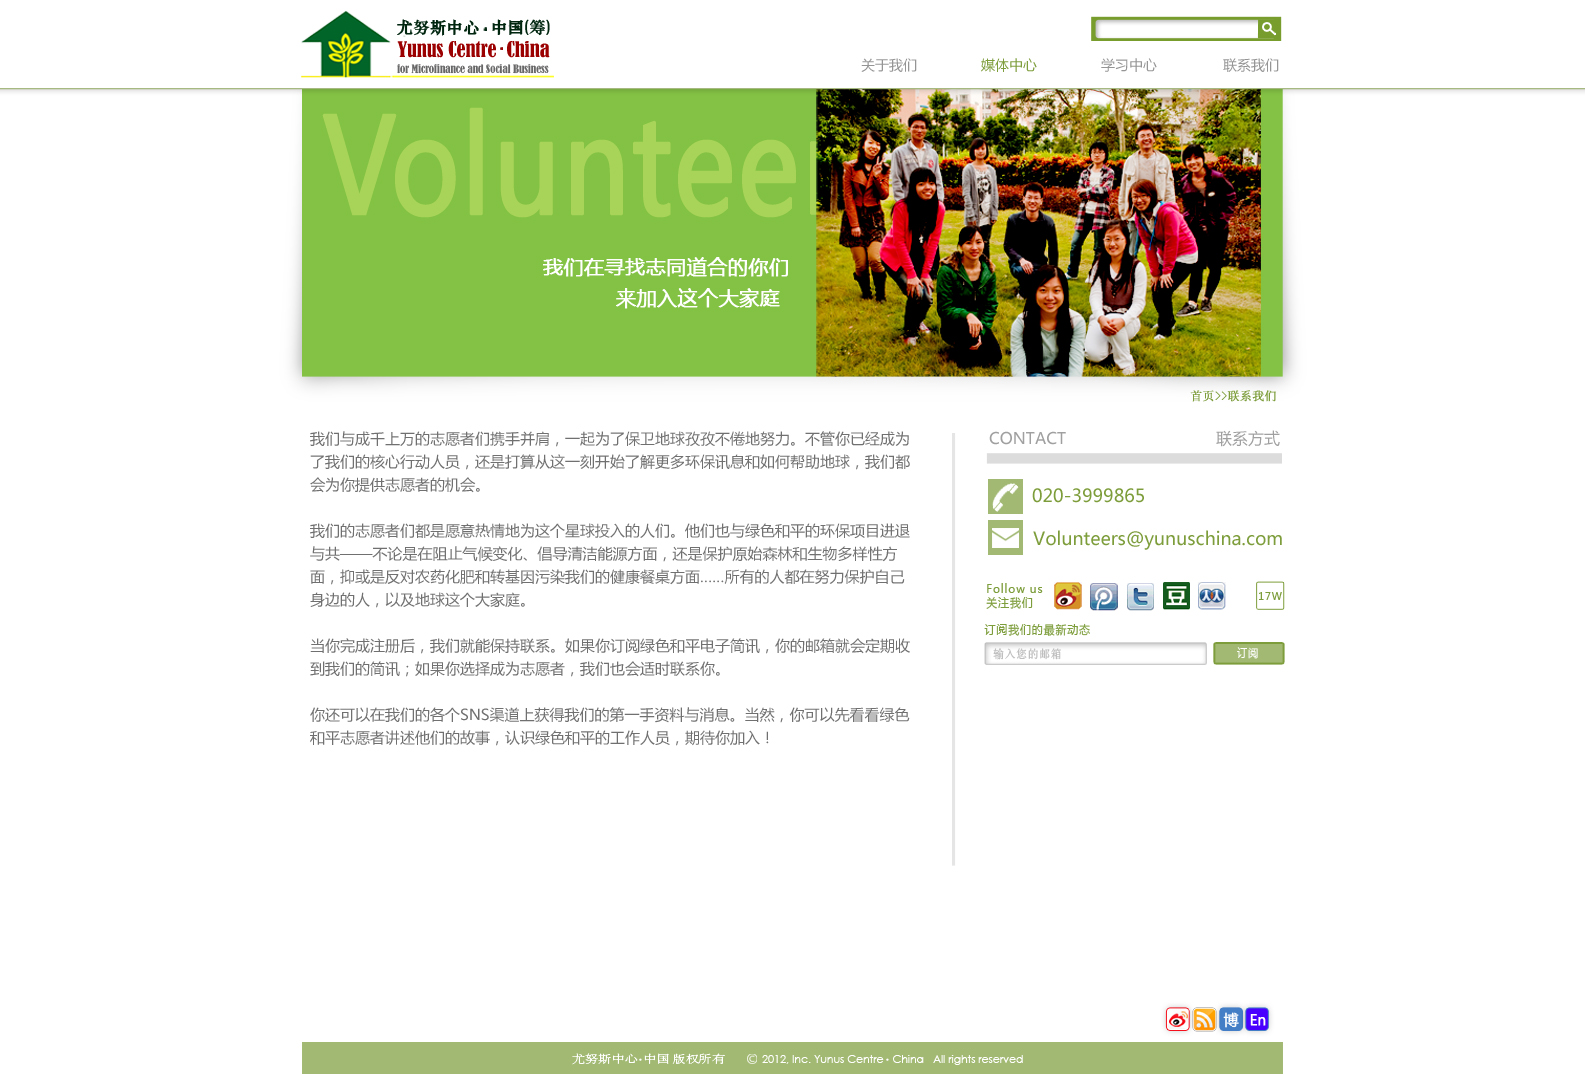 尤努斯中心·中国(筹)
Yunus Centre·China
for Microfinance and Social Business
关于我们
媒体中心
学习中心
联系我们
Volunteer
我们在寻找志同道合的你们
来加入这个大家庭
首页>>联系我们
我们与成千上万的志愿者们携手并肩，一起为了保卫地球孜孜不倦地努力。不管你已经成为
了我们的核心行动人员，还是打算从这一刻开始了解更多环保讯息和如何帮助地球，我们都
会为你提供志愿者的机会。
我们的志愿者们都是愿意热情地为这个星球投入的人们。他们也与绿色和平的环保项目进退
与共——不论是在阻止气候变化、倡导清洁能源方面，还是保护原始森林和生物多样性方
面，抑或是反对农药化肥和转基因污染我们的健康餐桌方面......所有的人都在努力保护自己
身边的人，以及地球这个大家庭。
当你完成注册后，我们就能保持联系。如果你订阅绿色和平电子简讯，你的邮箱就会定期收
到我们的简讯；如果你选择成为志愿者，我们也会适时联系你。
你还可以在我们的各个SNS渠道上获得我们的第一手资料与消息。当然，你可以先看看绿色
和平志愿者讲述他们的故事，认识绿色和平的工作人员，期待你加入！
CONTACT 联系方式
020-3999865
Volunteers@yunuschina.com
Follow us
关注我们
豆
17W
订阅我们的最新动态
输入您的邮箱
订阅
博
En
尤努斯中心·中国 版权所有 © 2012, Inc. Yunus Centre·China All rights reserved